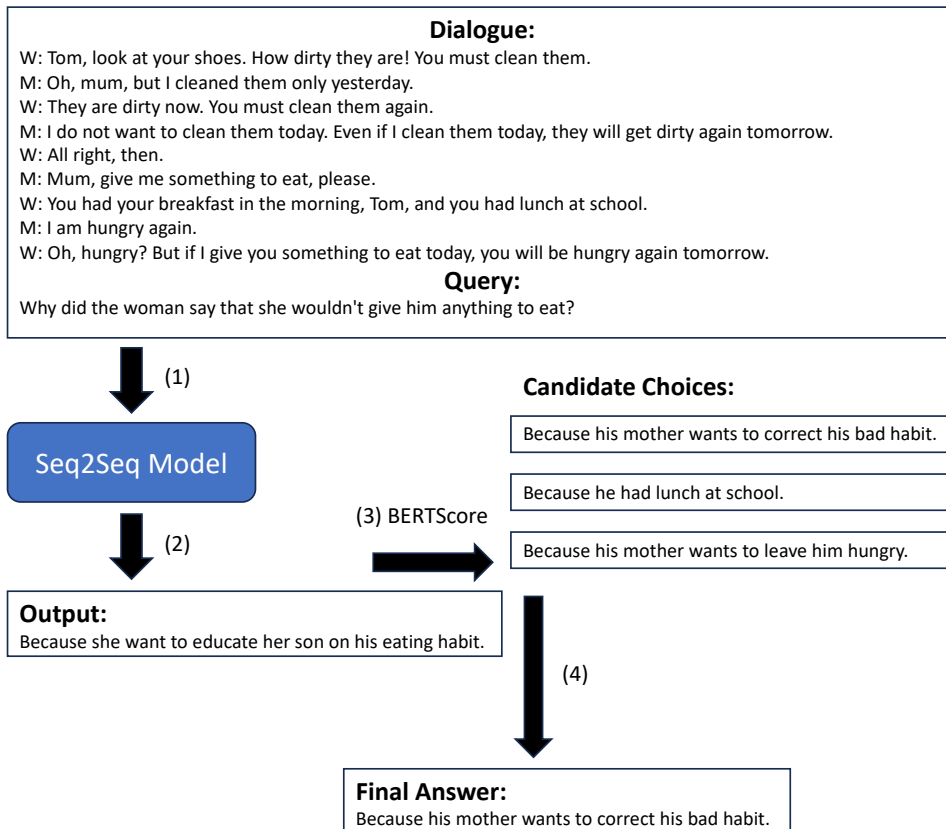 Dialogue:
W: Tom, look at your shoes. How dirty they are! You must clean them.
M: Oh, mum, but I cleaned them only yesterday.
W: They are dirty now. You must clean them again.
M: I do not want to clean them today. Even if I clean them today, they will get dirty again tomorrow.
W: All right, then.
M: Mum, give me something to eat, please.
W: You had your breakfast in the morning, Tom, and you had lunch at school.
M: I am hungry again.
W: Oh, hungry? But if I give you something to eat today, you will be hungry again tomorrow.
Query:
Why did the woman say that she wouldn't give him anything to eat?
(1)
Seq2Seq Model
(2)
Output:
Because she want to educate her son on his eating habit.
(3) BERTScore
Candidate Choices:
Because his mother wants to correct his bad habit.
Because he had lunch at school.
Because his mother wants to leave him hungry.
(4)
Final Answer:
Because his mother wants to correct his bad habit.